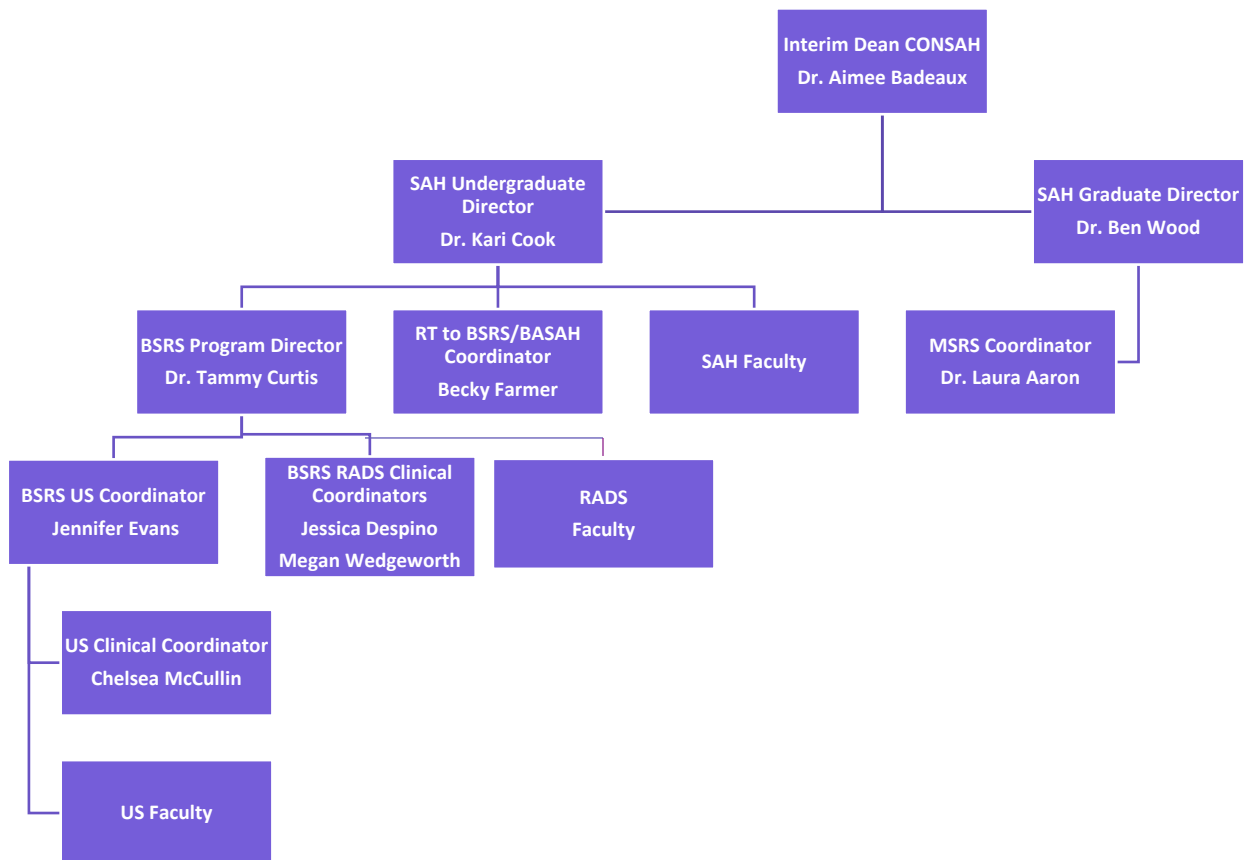 Interim Dean CONSAH
Dr. Aimee Badeaux
SAH Undergraduate
Director
Dr. Kari Cook
SAH Graduate Director
Dr. Ben Wood
BSRS Program Director
Dr. Tammy Curtis
RT to BSRS/BASAH
Coordinator
Becky Farmer
SAH Faculty
MSRS Coordinator
Dr. Laura Aaron
BSRS US Coordinator
Jennifer Evans
BSRS RADS Clinical
Coordinators
Jessica Despino
Megan Wedgeworth
RADS
Faculty
US Clinical Coordinator
Chelsea McCullin
US Faculty